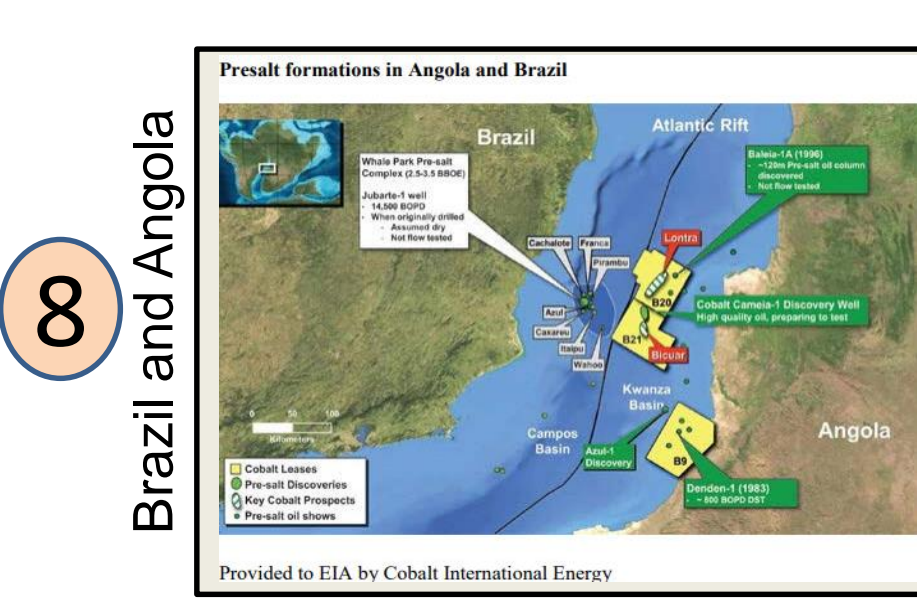 8
Brazil and Angola
Presalt formations in Angola and Brazil
Brazil
Atlantic Rift
Whale Park Pre-salt
Complex (2.5-3.5 BBOE)
Jubarte-1 well
- 14,500 BOPD
- When originally drilled
- Assumed dry
- Not flow tested
Baleia-1A (1996)
- ~120m Pre-salt oil column
discovered
- Not flow tested
Cachalote
Franca
Pirambu
Lontra
B20
Cobalt Cameia-1 Discovery Well
High quality oil, preparing to test
Azul
Caxareu
Itaipu
Wahoo
B21
Bicuar
Kwanza
Basin
Campos
Basin
Azul-1
Discovery
B9
Angola
Denden-1 (1983)
- ~ 800 BOPD DST
0 50 100
Kilometers
Cobalt Leases
Pre-salt Discoveries
Key Cobalt Prospects
Pre-salt oil shows
Provided to EIA by Cobalt International Energy